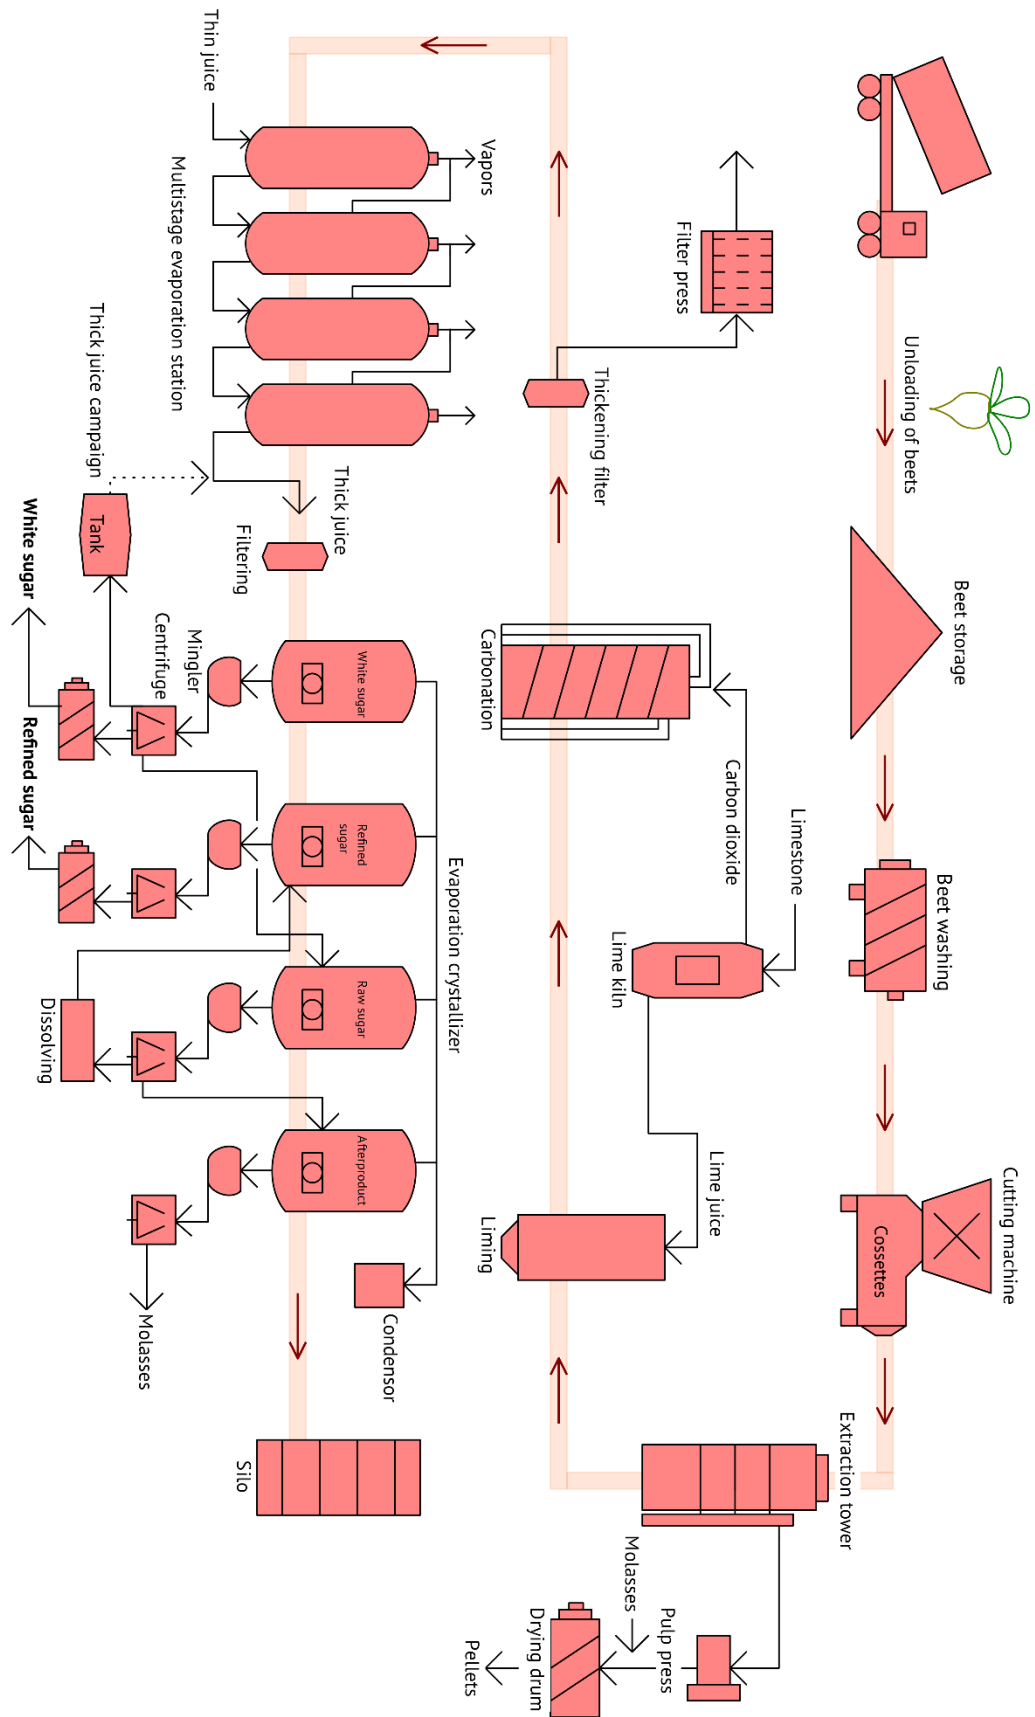 Unloading of beets
Beet storage
Beet washing
Cutting machine
Cossettes
Extraction tower
Pulp press
Molasses
Drying drum
Pellets
Limestone
Lime kiln
Carbon dioxide
Lime juice
Liming
Carbonation
Thickening filter
Filter press
Thin juice
Vapors
Multistage evaporation station
Thick juice
Filtering
Thick juice campaign
Tank
Evaporation crystallizer
White sugar
Refined
sugar
Raw sugar
Afterproduct
Condensor
Mingler
Centrifuge
Dissolving
Molasses
White sugar
Refined sugar
Silo